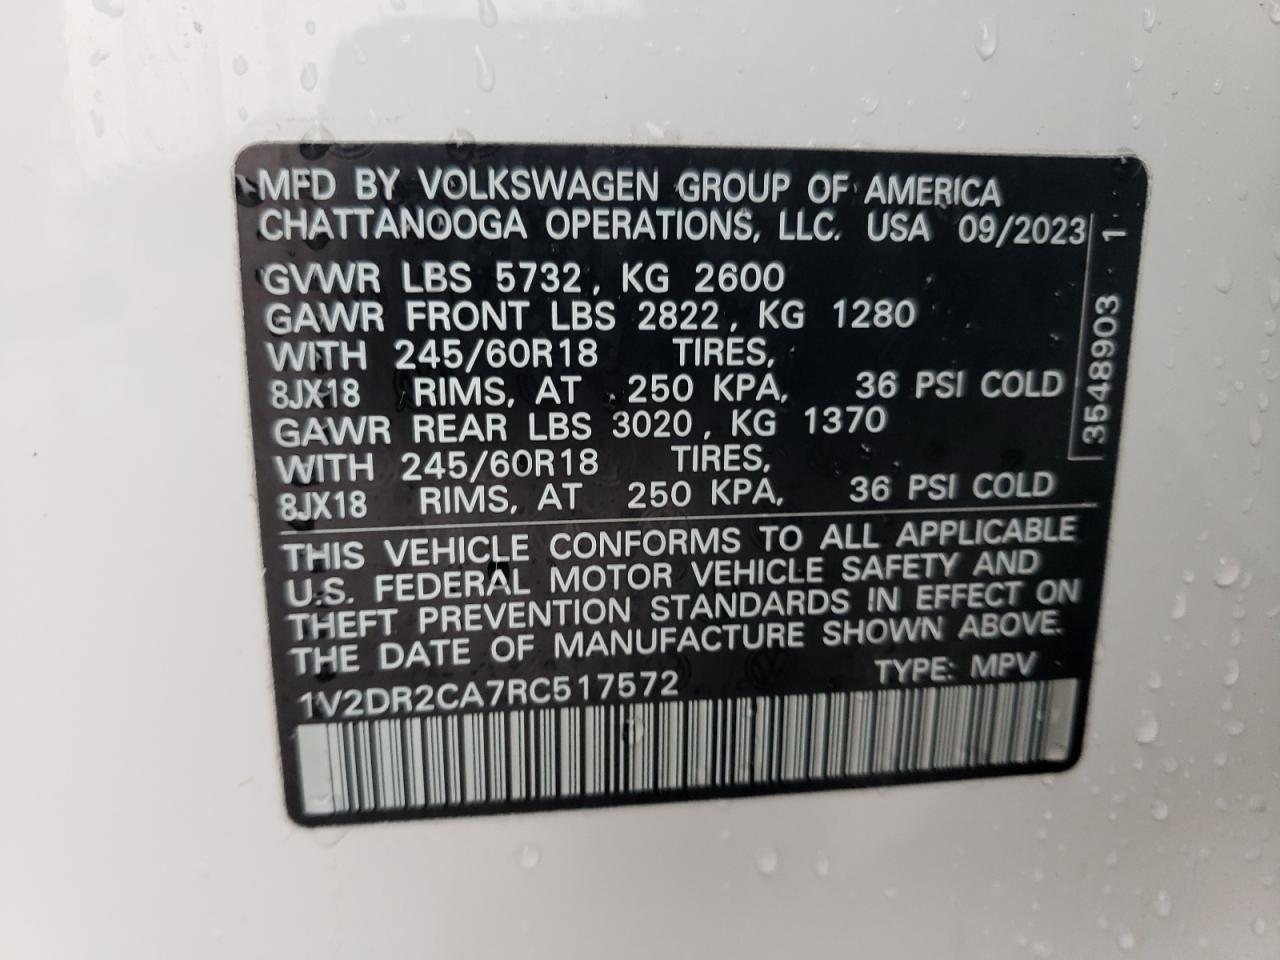 MFD BY VOLKSWAGEN GROUP OF AMERICA
CHATTANOOGA OPERATIONS, LLC. USA 09/2023
GVWR LBS 5732, KG 2600
GAWR FRONT LBS 2822, KG 1280
WITH 245/60R18 TIRES,
8JX18 RIMS, AT 250 KPA, 36 PSI COLD
GAWR REAR LBS 3020, KG 1370
WITH 245/60R18 TIRES,
8JX18 RIMS, AT 250 KPA, 36 PSI COLD
THIS VEHICLE CONFORMS TO ALL APPLICABLE
U.S. FEDERAL MOTOR VEHICLE SAFETY AND
THEFT PREVENTION STANDARDS IN EFFECT ON
THE DATE OF MANUFACTURE SHOWN ABOVE.
1V2DR2CA7RC517572 TYPE: MPV
3548903 1